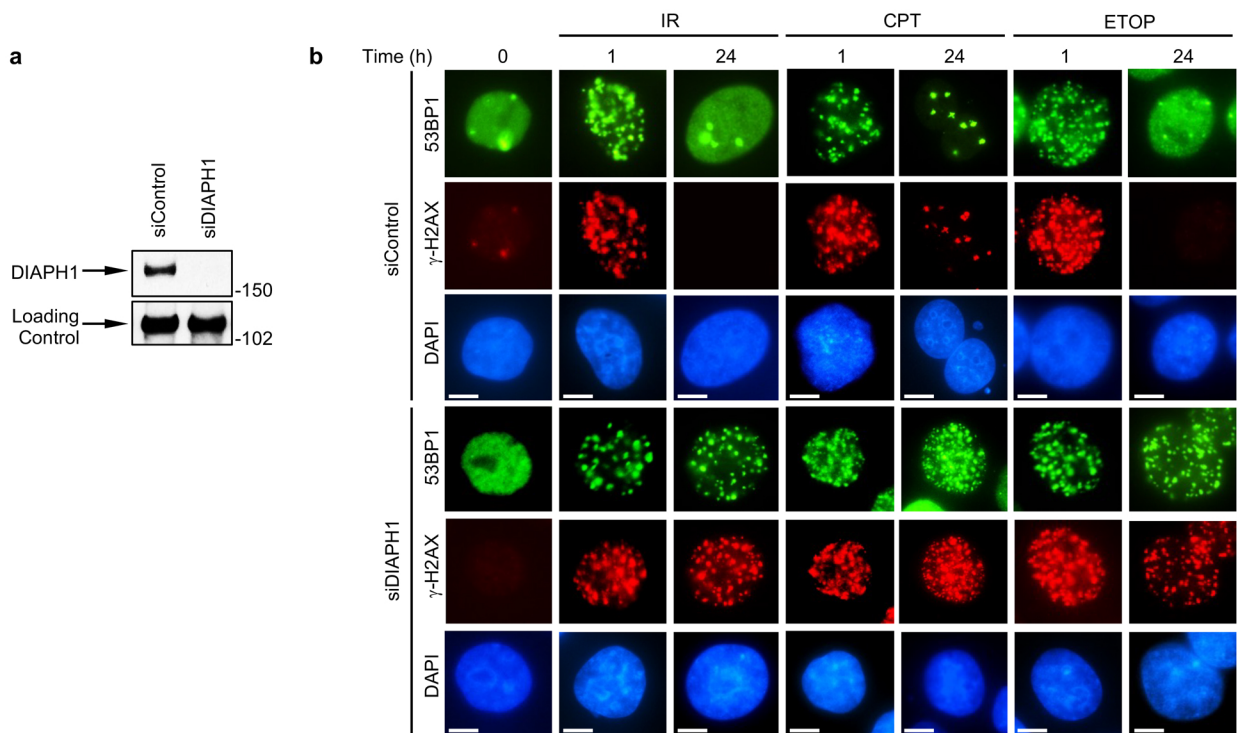 a
siControl
siDIAPH1
DIAPH1
-150
Loading
Control
-102
b
IR
CPT
ETOP
Time (h)
0
1
24
1
24
1
24
siControl
53BP1
γ-H2AX
DAPI
siDIAPH1
53BP1
γ-H2AX
DAPI